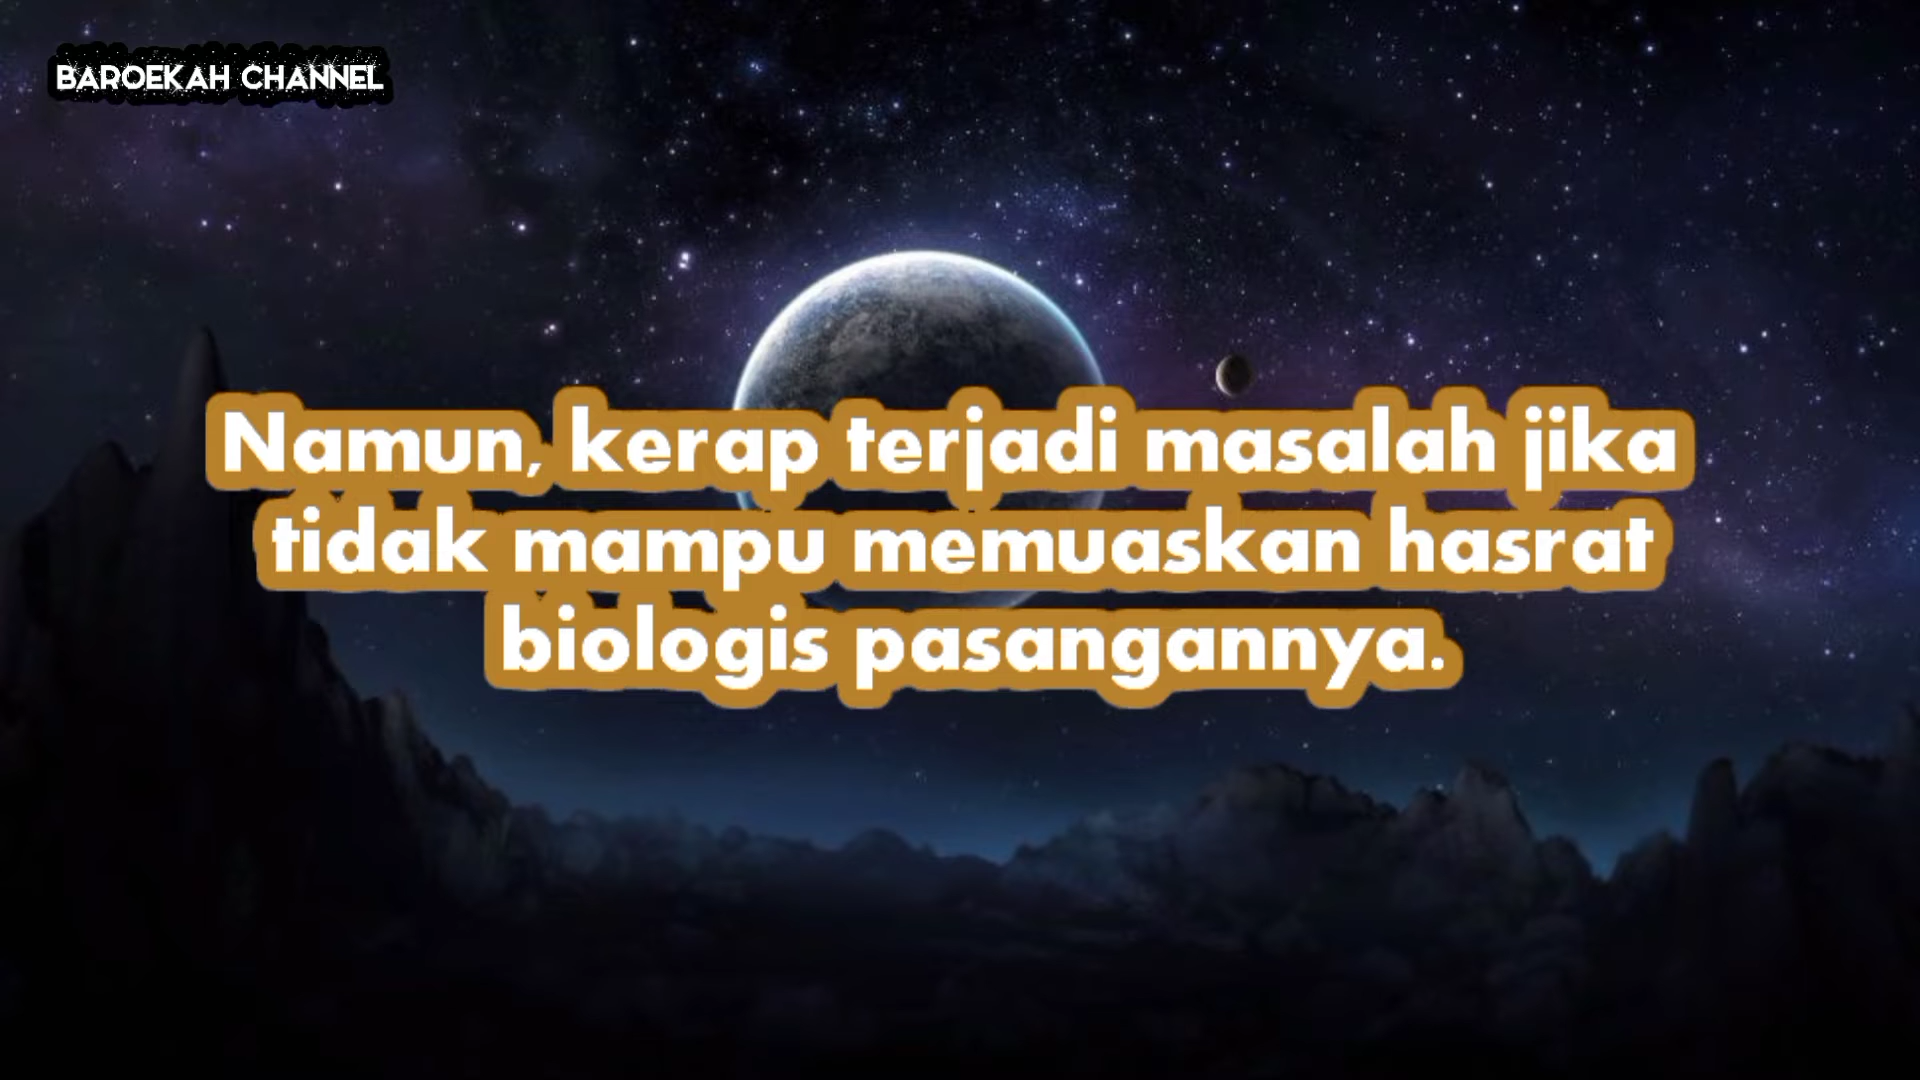 BAROEKAH CHANNEL
Namun, kerap terjadi masalah jika
tidak mampu memuaskan hasrat
biologis pasangannya.